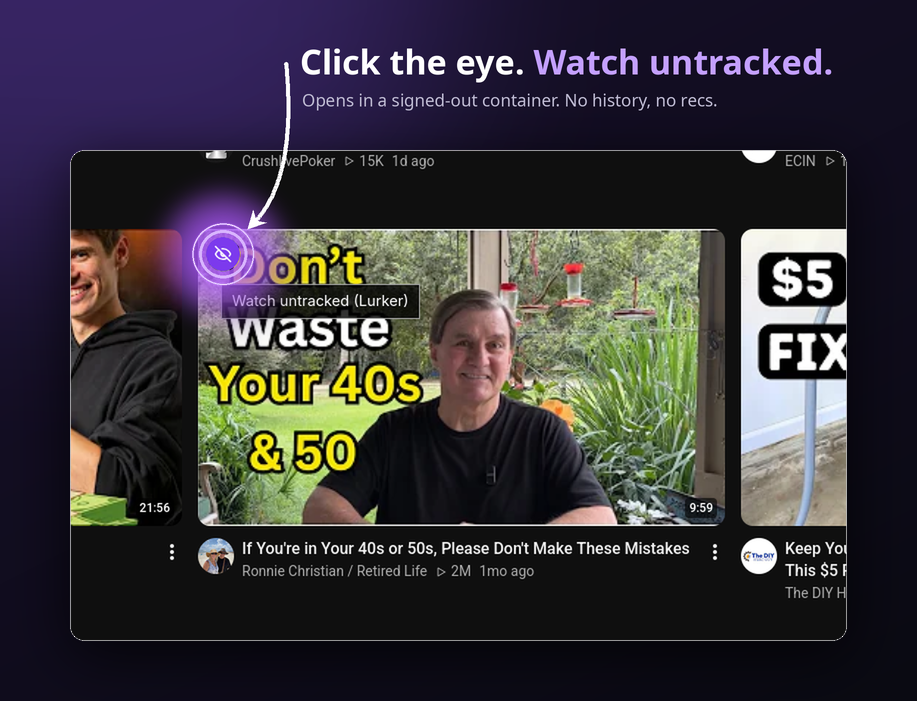 Click the eye. Watch untracked.
Opens in a signed-out container. No history, no recs.
CrushLivePoker 15K 1d ago
ECIN
Don't
Watch untracked (Lurker)
Waste
Your 40s
& 50
$5
FIX
21:56
9:59
If You're in Your 40s or 50s, Please Don't Make These Mistakes
Ronnie Christian / Retired Life 2M 1mo ago
The DIY
Keep You
This $5 F
The DIY H